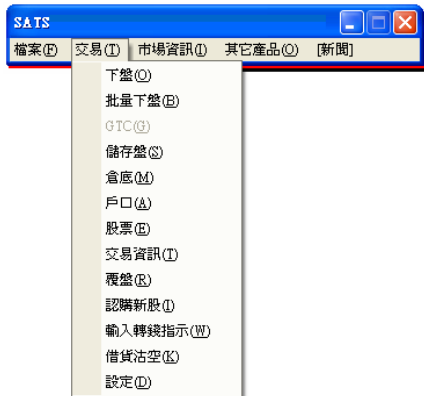 SATS
檔案(F) 交易(T) 市場資訊(I) 其它產品(O) [新聞]
下盤(O)
批量下盤(B)
GTC(G)
儲存盤(S)
倉底(M)
戶口(A)
股票(E)
交易資訊(T)
覆盤(R)
認購新股(I)
輸入轉錢指示(W)
借貨沽空(K)
設定(D)